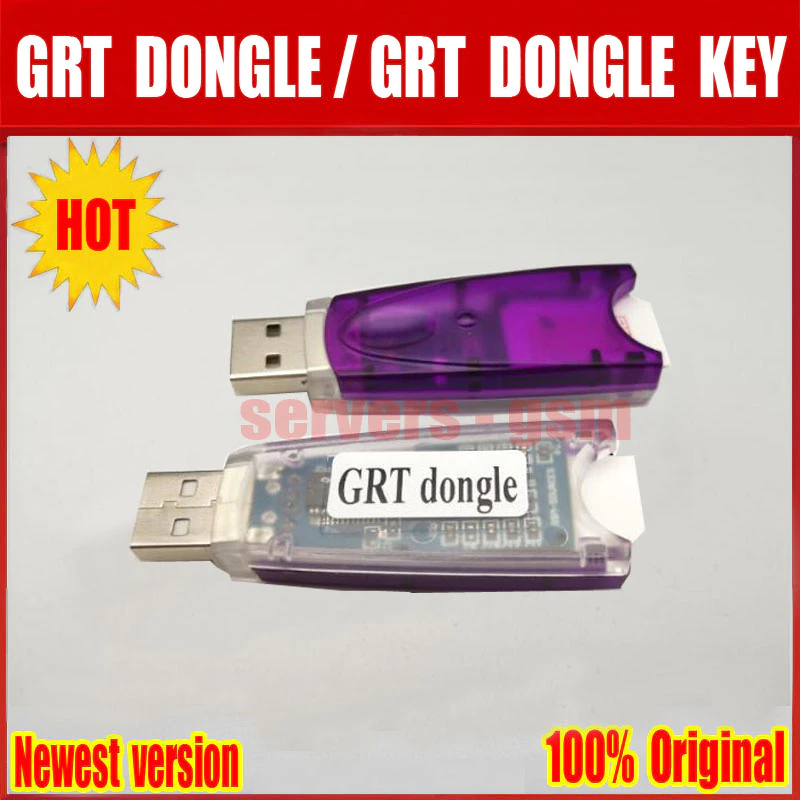 GRT DONGLE / GRT DONGLE KEY
HOT
servers - gsm
GRT dongle
Newest version
100% Original